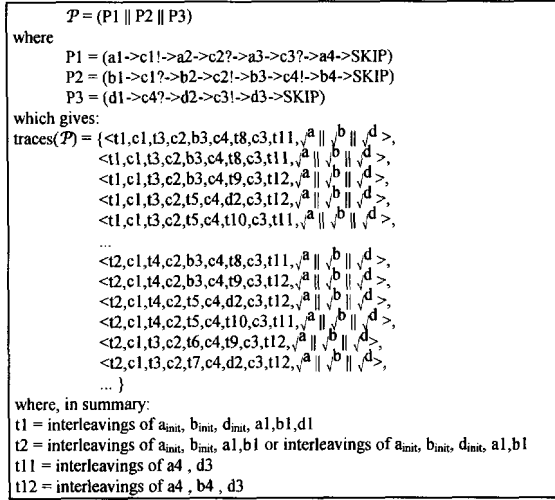 𝒫 = (P1 || P2 || P3)
where
P1 = (a1->c1!->a2->c2?->a3->c3?->a4->SKIP)
P2 = (b1->c1?->b2->c2!->b3->c4!->b4->SKIP)
P3 = (d1->c4?->d2->c3!->d3->SKIP)
which gives:
traces(𝒫) = {<t1,c1,t3,c2,b3,c4,t8,c3,t11,√a || √b || √d >,
<t1,c1,t3,c2,b3,c4,t8,c3,t11,√a || √b || √d >,
<t1,c1,t3,c2,b3,c4,t9,c3,t12,√a || √b || √d >,
<t1,c1,t3,c2,t5,c4,d2,c3,t12,√a || √b || √d >,
<t1,c1,t3,c2,t5,c4,t10,c3,t11,√a || √b || √d >,
...
<t2,c1,t4,c2,b3,c4,t8,c3,t11,√a || √b || √d >,
<t2,c1,t4,c2,b3,c4,t9,c3,t12,√a || √b || √d >,
<t2,c1,t4,c2,t5,c4,d2,c3,t12,√a || √b || √d >,
<t2,c1,t4,c2,t5,c4,t10,c3,t11,√a || √b || √d >,
<t2,c1,t3,c2,t6,c4,t9,c3,t12,√a || √b || √d>,
<t2,c1,t3,c2,t7,c4,d2,c3,t12,√a || √b || √d >,
... }
where, in summary:
t1 = interleavings of ainit, binit, dinit, a1,b1,d1
t2 = interleavings of ainit, binit, a1,b1 or interleavings of ainit, binit, dinit, a1,b1
t11 = interleavings of a4 , d3
t12 = interleavings of a4 , b4 , d3